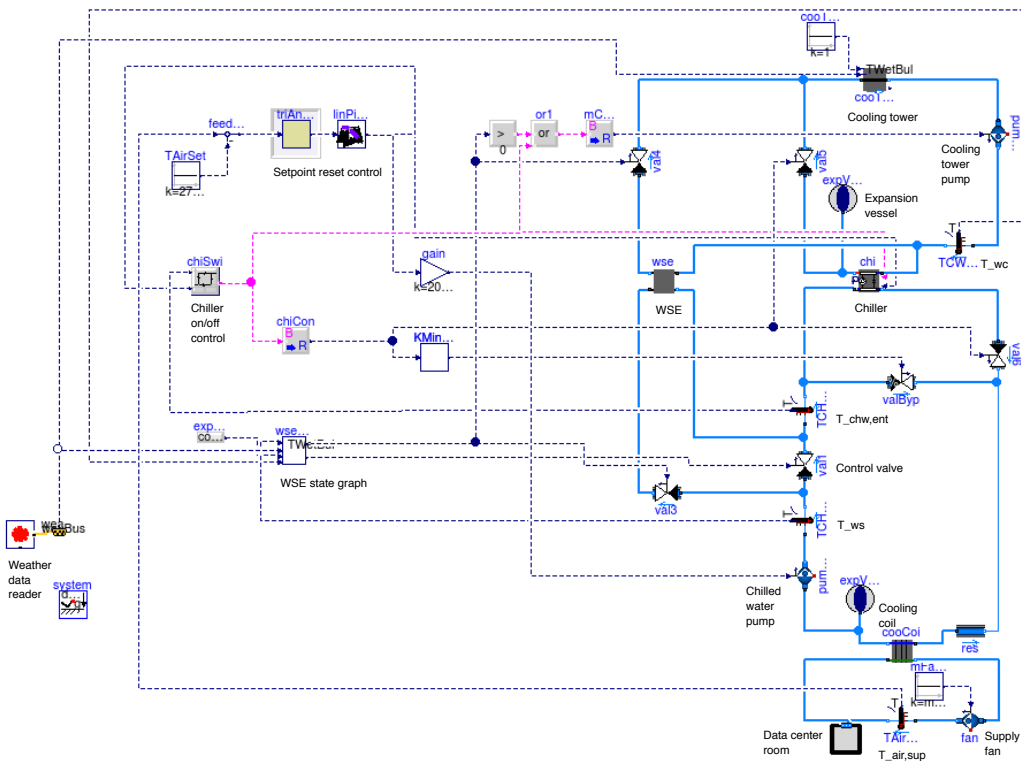 cooT...
k=1
TWetBul
cooT...
Cooling tower
feed...
triAn...
linPi...
or1
mC...
>
0
or
B
R
val4
val5
pum...
Cooling
tower
pump
TAirSet
k=27...
Setpoint reset control
expV...
Expansion
vessel
T
TCW...
T_wc
chiSwi
Chiller
on/off
control
gain
k=20...
wse
WSE
chi
Chiller
chiCon
B
R
KMin...
val6
valByp
T
TCH...
T_chw,ent
exp...
co...
wse...
TWetBul
WSE state graph
val1
Control valve
val3
T
TCH...
T_ws
weaBus
Weather
data
reader
system
g
Chilled
water
pump
pum...
expV...
Cooling
coil
cooCoi
res
mFa...
k=m...
Data center
room
T
TAir...
T_air,sup
fan
Supply
fan